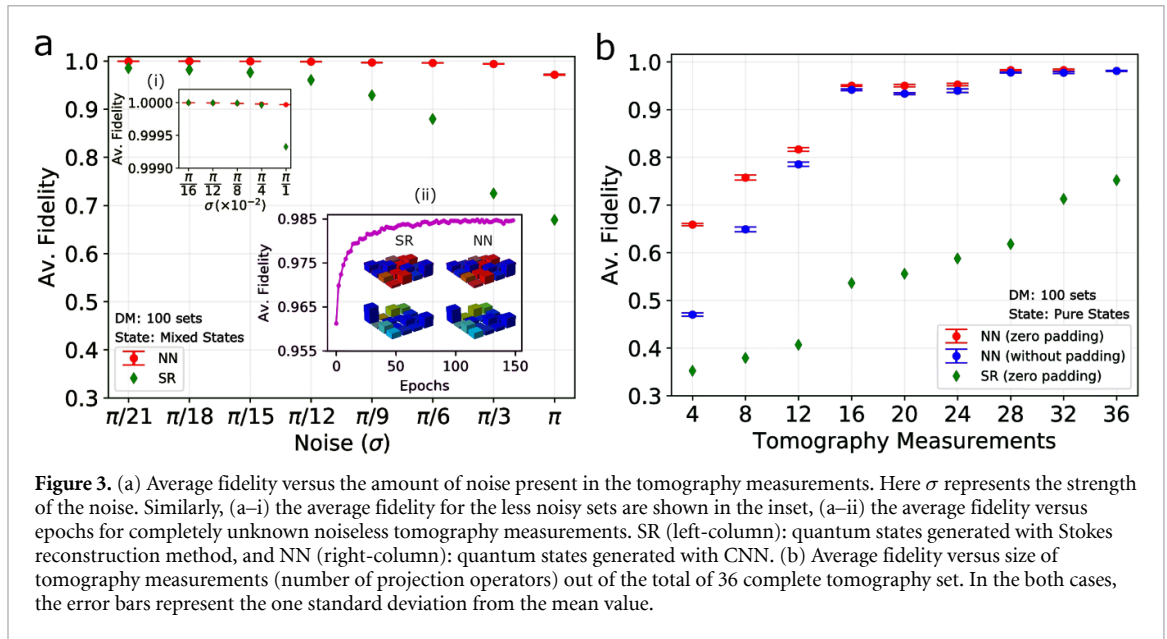 a
1.0
0.9
0.8
0.7
0.6
0.5
0.4
0.3
Av. Fidelity
π/21 π/18 π/15 π/12 π/9 π/6 π/3 π
Noise (σ)
(i)
1.0000
0.9995
0.9990
Av. Fidelity
π/16 π/12 π/8 π/4 π/1
σ(×10⁻²)
(ii)
0.985
0.975
0.965
0.955
Av. Fidelity
SR NN
0 50 100 150
Epochs
DM: 100 sets
State: Mixed States
NN
SR
b
1.0
0.9
0.8
0.7
0.6
0.5
0.4
0.3
Av. Fidelity
4 8 12 16 20 24 28 32 36
Tomography Measurements
DM: 100 sets
State: Pure States
NN (zero padding)
NN (without padding)
SR (zero padding)
Figure 3. (a) Average fidelity versus the amount of noise present in the tomography measurements. Here σ represents the strength
of the noise. Similarly, (a–i) the average fidelity for the less noisy sets are shown in the inset, (a–ii) the average fidelity versus
epochs for completely unknown noiseless tomography measurements. SR (left-column): quantum states generated with Stokes
reconstruction method, and NN (right-column): quantum states generated with CNN. (b) Average fidelity versus size of
tomography measurements (number of projection operators) out of the total of 36 complete tomography set. In the both cases,
the error bars represent the one standard deviation from the mean value.